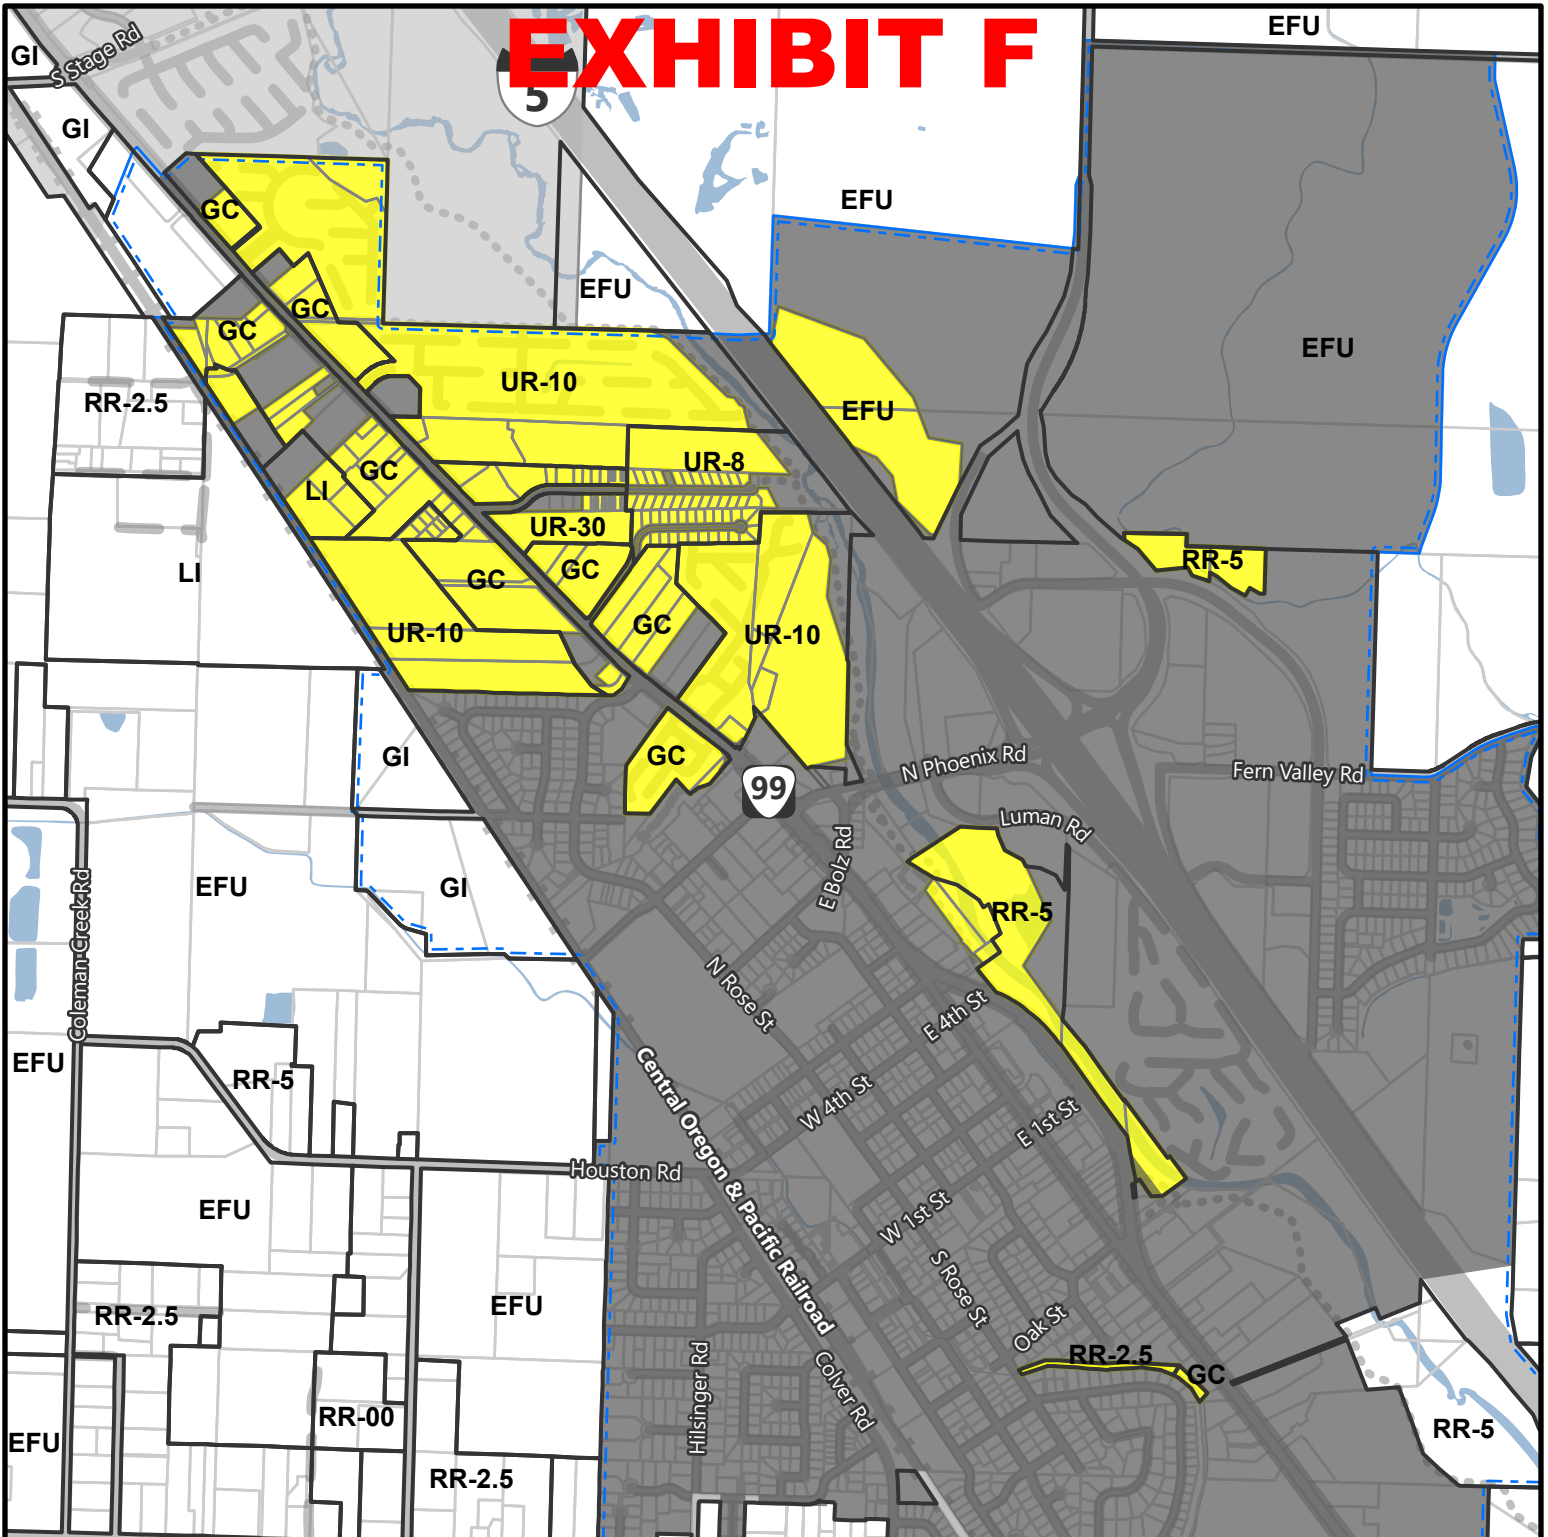 EXHIBIT F
EFU
GI
S Stage Rd
5
GI
EFU
GC
EFU
GC
GC
EFU
UR-10
RR-2.5
EFU
UR-8
GC
LI
UR-30
RR-5
GC
LI
GC
GC
UR-10
UR-10
GC
GI
N Phoenix Rd
Fern Valley Rd
99
Luman Rd
E Bolz Rd
EFU
GI
RR-5
Coleman Creek Rd
N Rose St
E 4th St
EFU
RR-5
W 4th St
E 1st St
Central Oregon & Pacific Railroad
Houston Rd
EFU
W 1st St
S Rose St
EFU
RR-2.5
Oak St
RR-2.5
GC
Hilsinger Rd
Colver Rd
RR-00
RR-5
EFU
RR-2.5